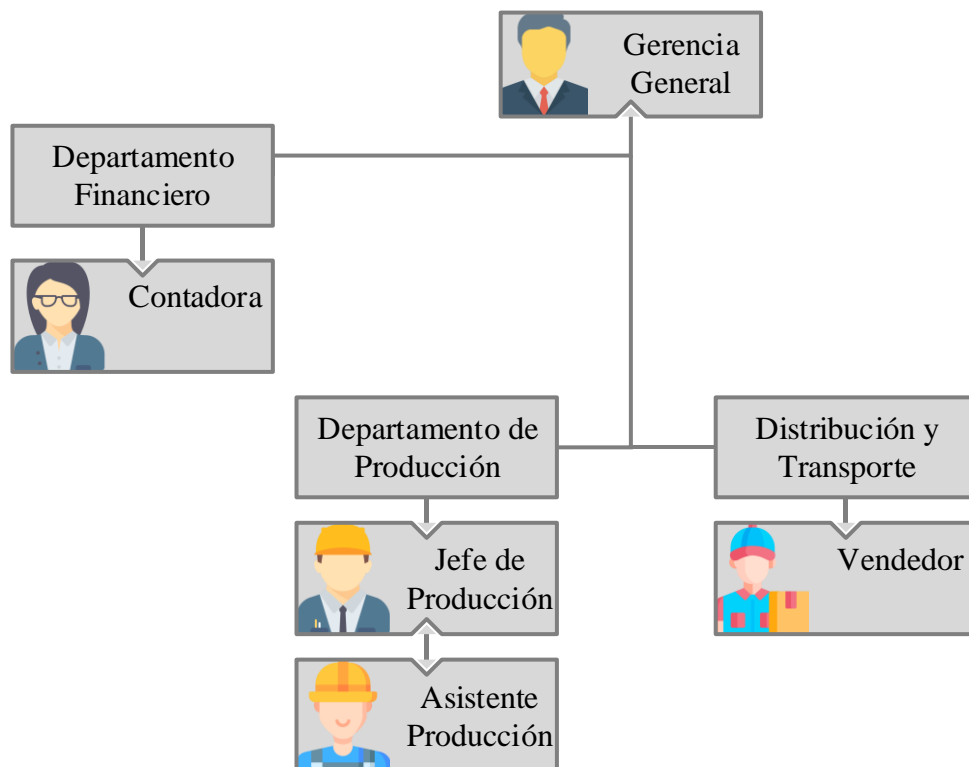 Gerencia
General
Departamento
Financiero
Contadora
Departamento de
Producción
Distribución y
Transporte
Jefe de
Producción
Vendedor
Asistente
Producción